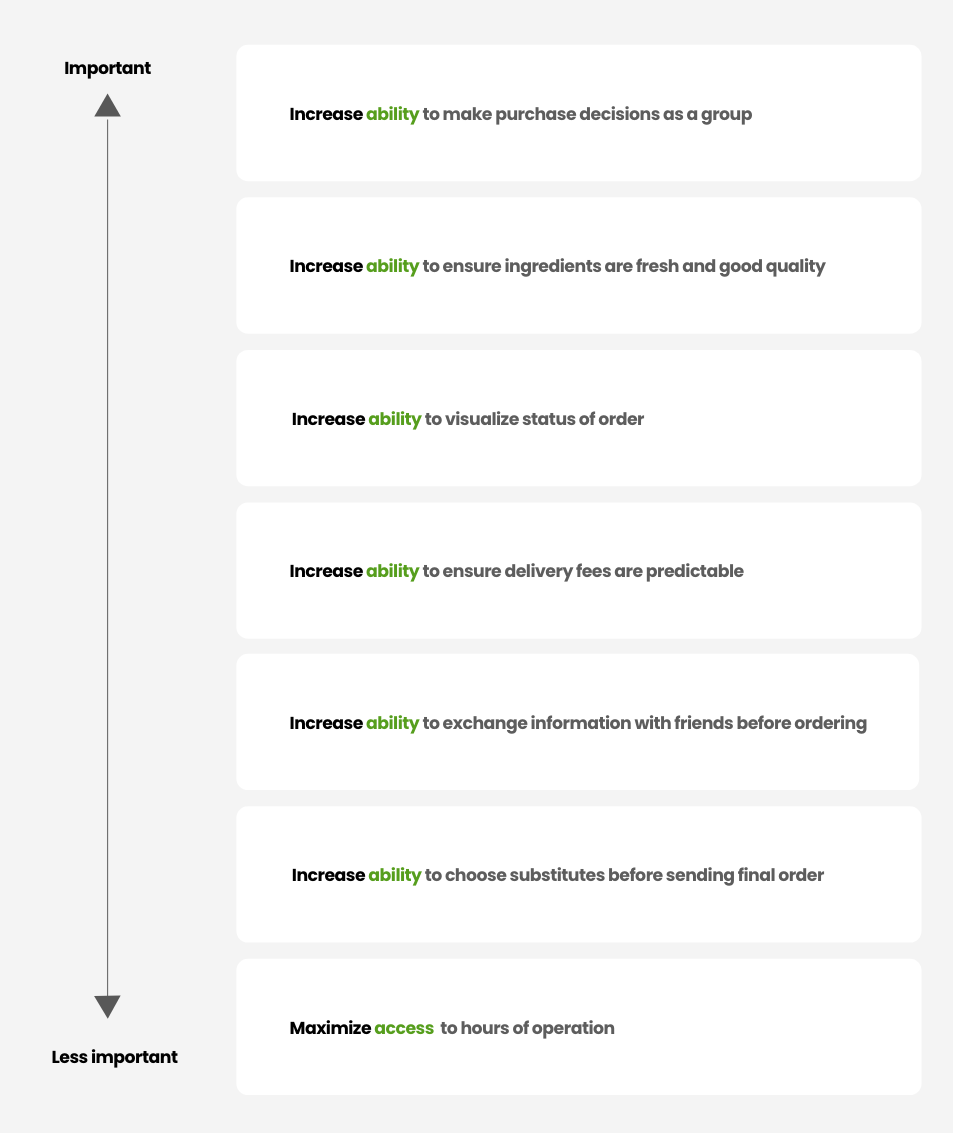 Important
Increase ability to make purchase decisions as a group
Increase ability to ensure ingredients are fresh and good quality
Increase ability to visualize status of order
Increase ability to ensure delivery fees are predictable
Increase ability to exchange information with friends before ordering
Increase ability to choose substitutes before sending final order
Maximize access to hours of operation
Less important